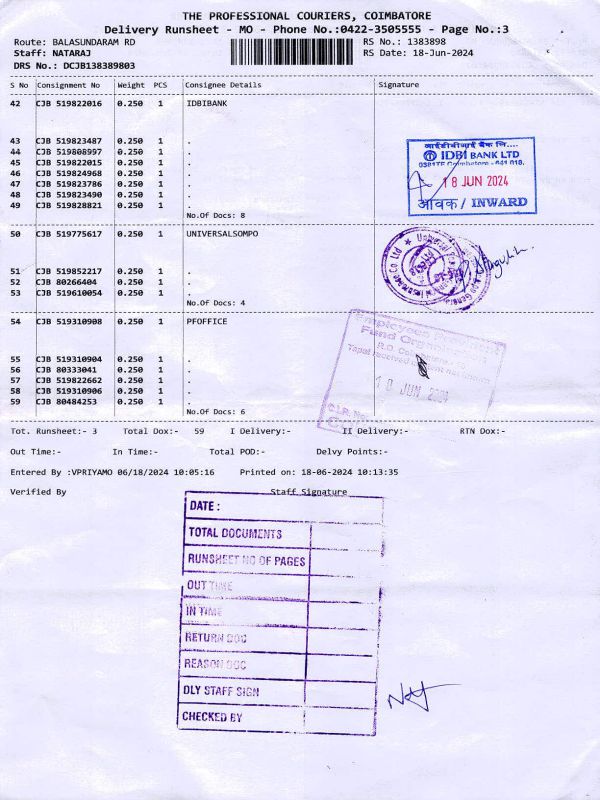 THE PROFESSIONAL COURIERS, COIMBATORE
Delivery Runsheet - MO - Phone No.:0422-3505555 - Page No.:3
Route: BALASUNDARAM RD RS No.: 1383898
Staff: NATARAJ RS Date: 18-Jun-2024
DRS No.: DCJB138389803
S No Consignment No Weight PCS Consignee Details Signature
42 CJB 519822016 0.250 1 IDBIBANK
43 CJB 519823487 0.250 1 .
44 CJB 519808997 0.250 1 .
45 CJB 519822015 0.250 1 .
46 CJB 519824968 0.250 1 .
47 CJB 519823786 0.250 1 .
48 CJB 519823490 0.250 1 .
49 CJB 519828821 0.250 1 .
No.Of Docs: 8
आईडीबीआई बैंक लि....
IDBI BANK LTD
18 JUN 2024
आवक / INWARD
50 CJB 519775617 0.250 1 UNIVERSALSOMPO
51 CJB 519852217 0.250 1 .
52 CJB 80266404 0.250 1 .
53 CJB 519610054 0.250 1 .
No.Of Docs: 4
54 CJB 519310908 0.250 1 PFOFFICE
55 CJB 519310904 0.250 1 .
56 CJB 80333041 0.250 1 .
57 CJB 519822662 0.250 1 .
58 CJB 519310906 0.250 1 .
59 CJB 80484253 0.250 1 .
No.Of Docs: 6
Employees Provident
Fund Organisation
JUN 2024
Tot. Runsheet:- 3 Total Dox:- 59 I Delivery:- II Delivery:- RTN Dox:-
Out Time:- In Time:- Total POD:- Delvy Points:-
Entered By :VPRIYAMO 06/18/2024 10:05:16 Printed on: 18-06-2024 10:13:35
Verified By Staff Signature
DATE :
TOTAL DOCUMENTS
RUNSHEET NO OF PAGES
OUT TIME
IN TIME
RETURN DOC
REASON DOC
DLY STAFF SIGN
CHECKED BY